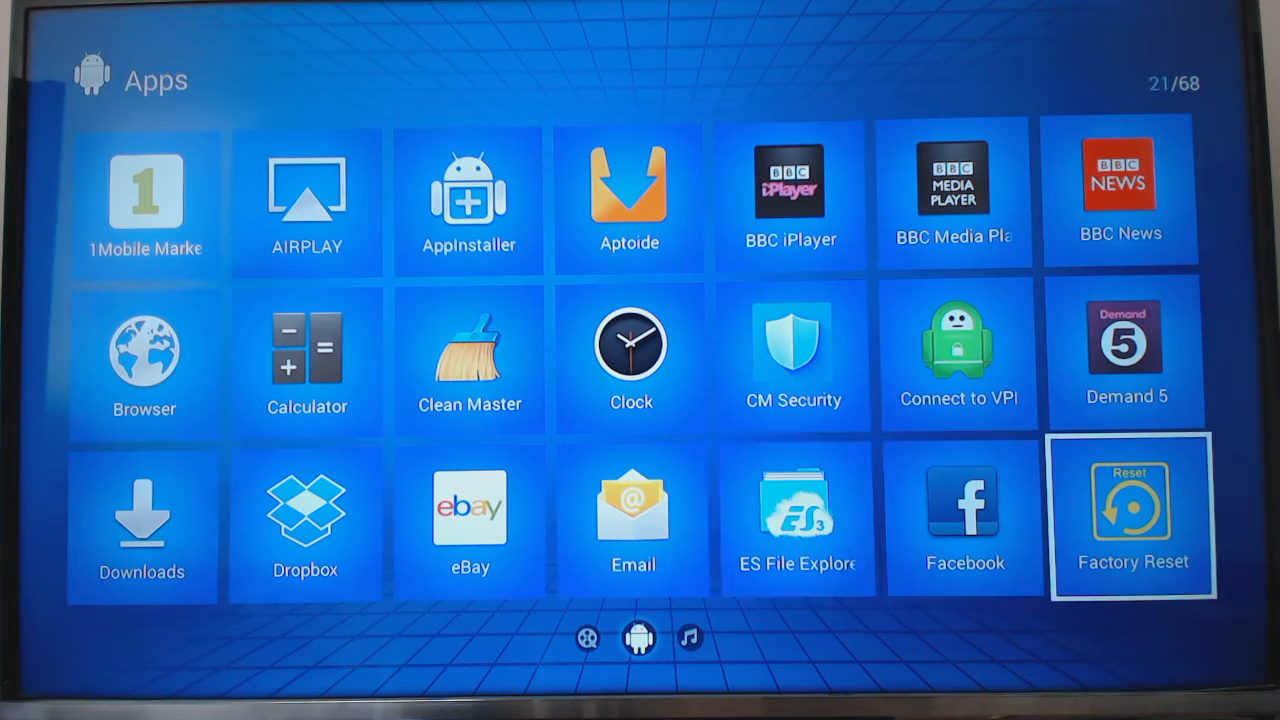 Apps
21/68
1
1Mobile Marke
AIRPLAY
AppInstaller
Aptoide
BBC
iPlayer
BBC iPlayer
BBC
MEDIA
PLAYER
BBC Media Pla
BBC
NEWS
BBC News
Browser
Calculator
Clean Master
Clock
CM Security
Connect to VPI
Demand
5
Demand 5
Downloads
Dropbox
ebay
eBay
@
Email
ES3
ES File Explore
f
Facebook
Reset
Factory Reset